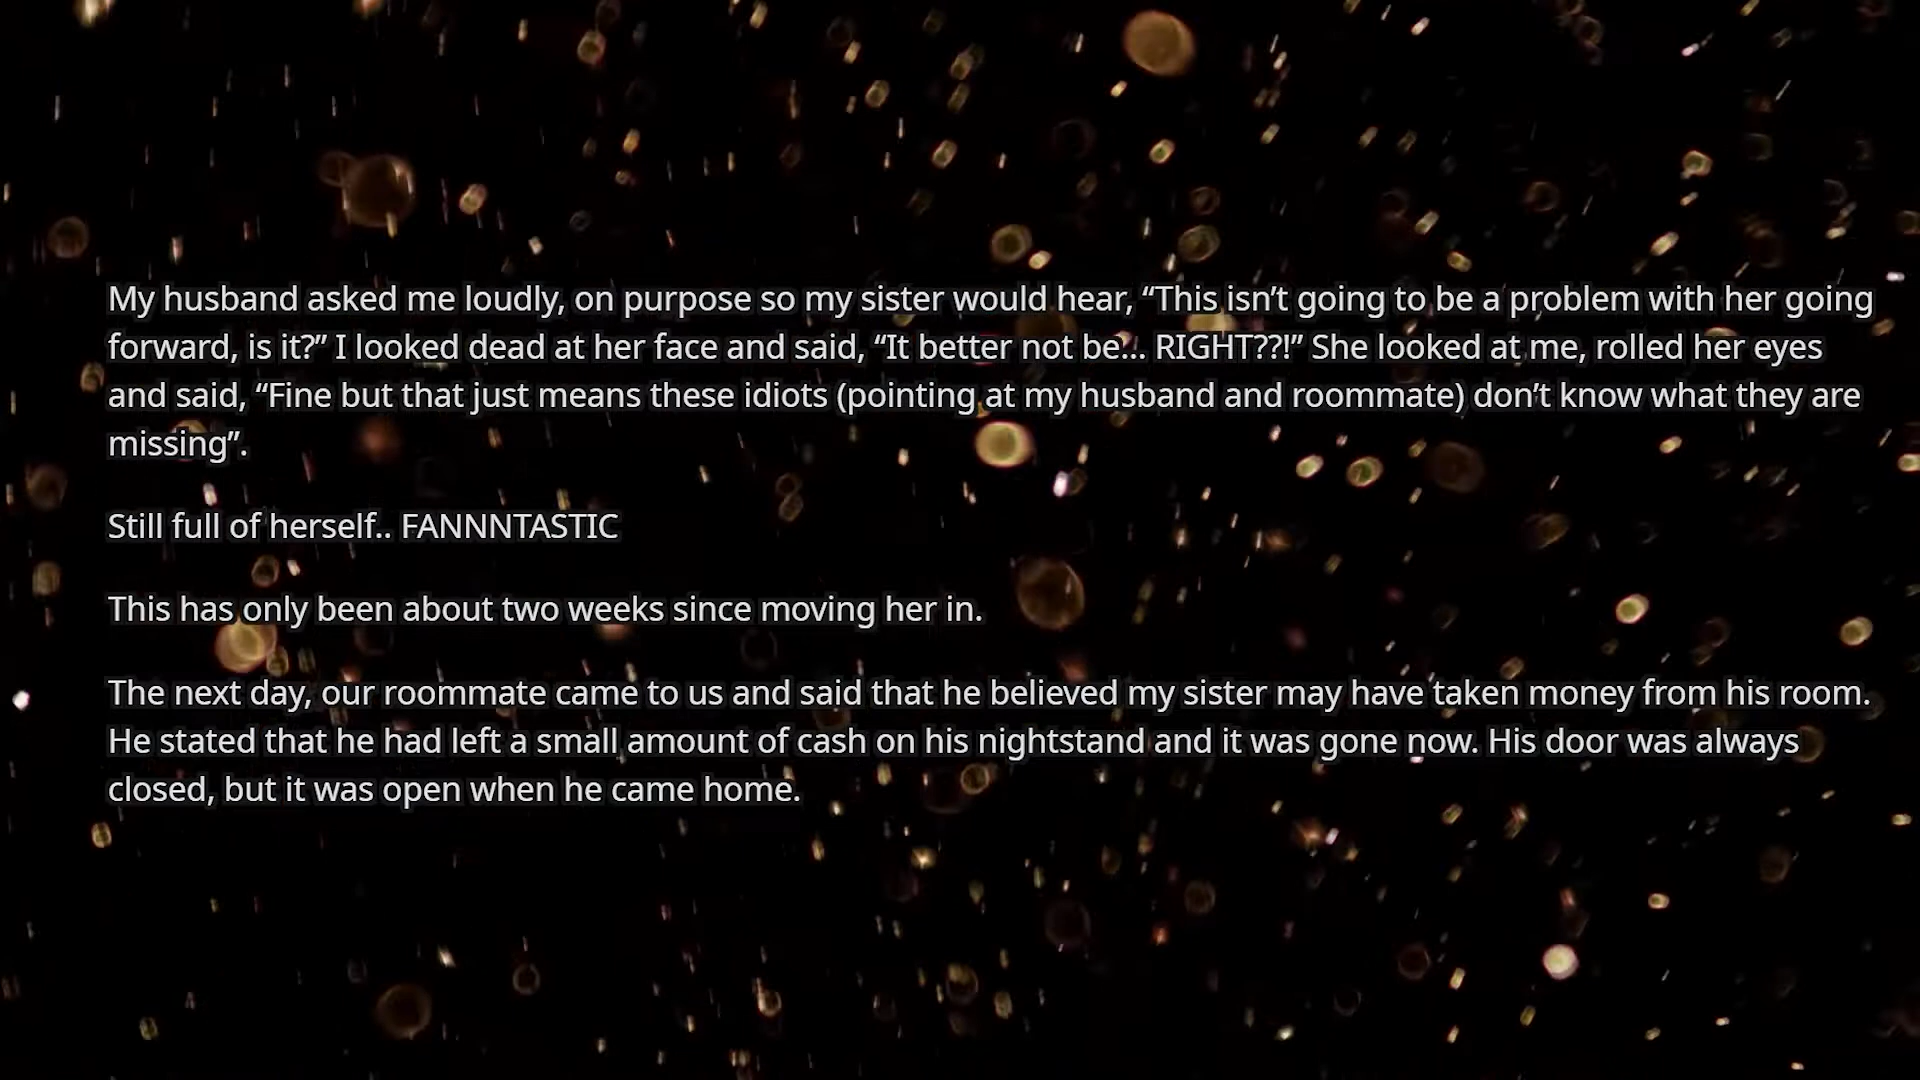 My husband asked me loudly, on purpose so my sister would hear, “This isn’t going to be a problem with her going
forward, is it?” I looked dead at her face and said, “It better not be... RIGHT??!” She looked at me, rolled her eyes
and said, “Fine but that just means these idiots (pointing at my husband and roommate) don’t know what they are
missing”.
Still full of herself.. FANNNTASTIC
This has only been about two weeks since moving her in.
The next day, our roommate came to us and said that he believed my sister may have taken money from his room.
He stated that he had left a small amount of cash on his nightstand and it was gone now. His door was always
closed, but it was open when he came home.